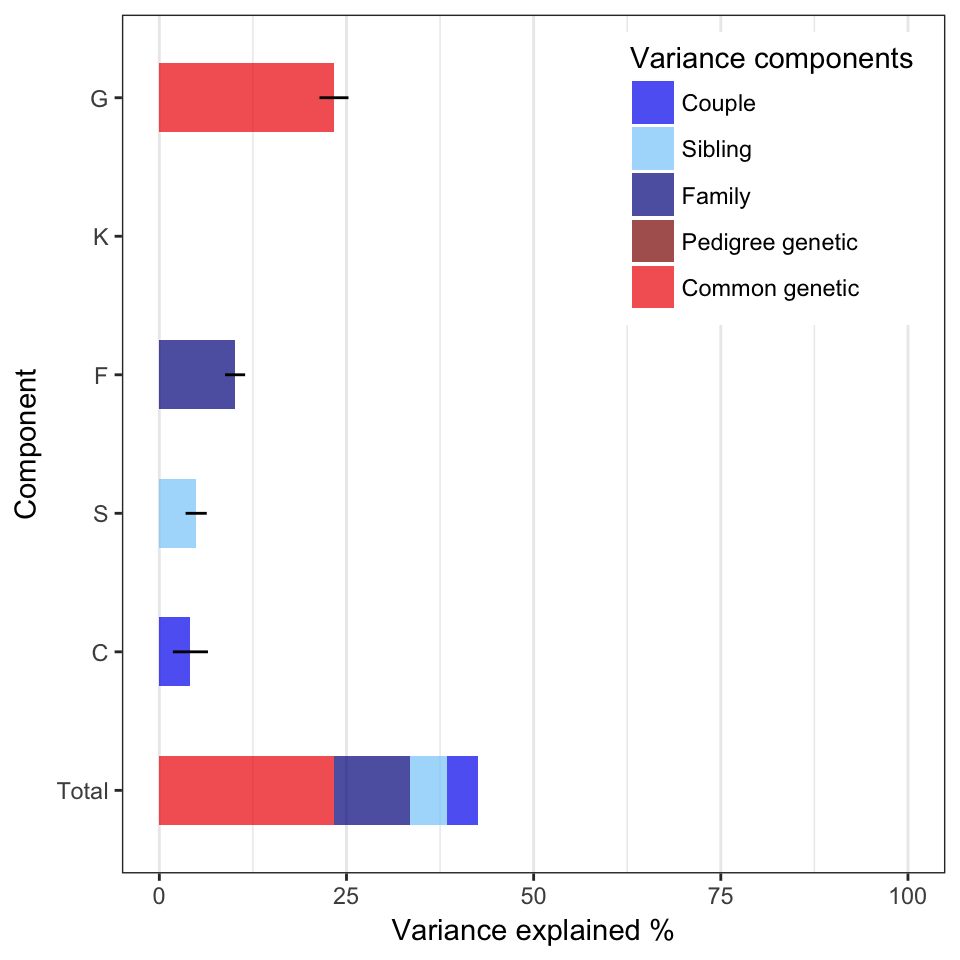 Variance components
Couple
Sibling
Family
Pedigree genetic
Common genetic
Component
G
K
F
S
C
Total
0 25 50 75 100
Variance explained %